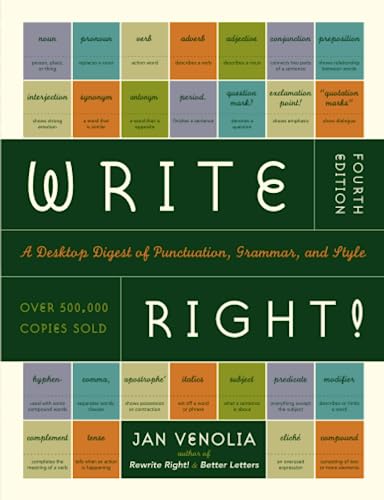 noun pronoun verb adverb adjective conjunction preposition
person, place, or thing replaces a noun action word describes a verb describes a noun connects two parts of a sentence shows relationship between words
interjection synonym antonym period. question mark? exclamation point! "quotation marks"
shows strong emotion a word that is similar a word that is opposite finishes a sentence denotes a question shows emphasis shows dialogue
WRITE
FOURTH EDITION
A Desktop Digest of Punctuation, Grammar, and Style
OVER 500,000
COPIES SOLD
RIGHT!
hyphen- comma, apostrophe' italics subject predicate modifier
used with some compound words separates words, clauses shows possession or contraction set off a word or phrase what a sentence is about everything except the subject describes or limits a word
complement tense JAN VENOLIA cliché compound
completes the meaning of a verb tells when an action is happening author of consisting of two or more elements
an overused expression
Rewrite Right! & Better Letters